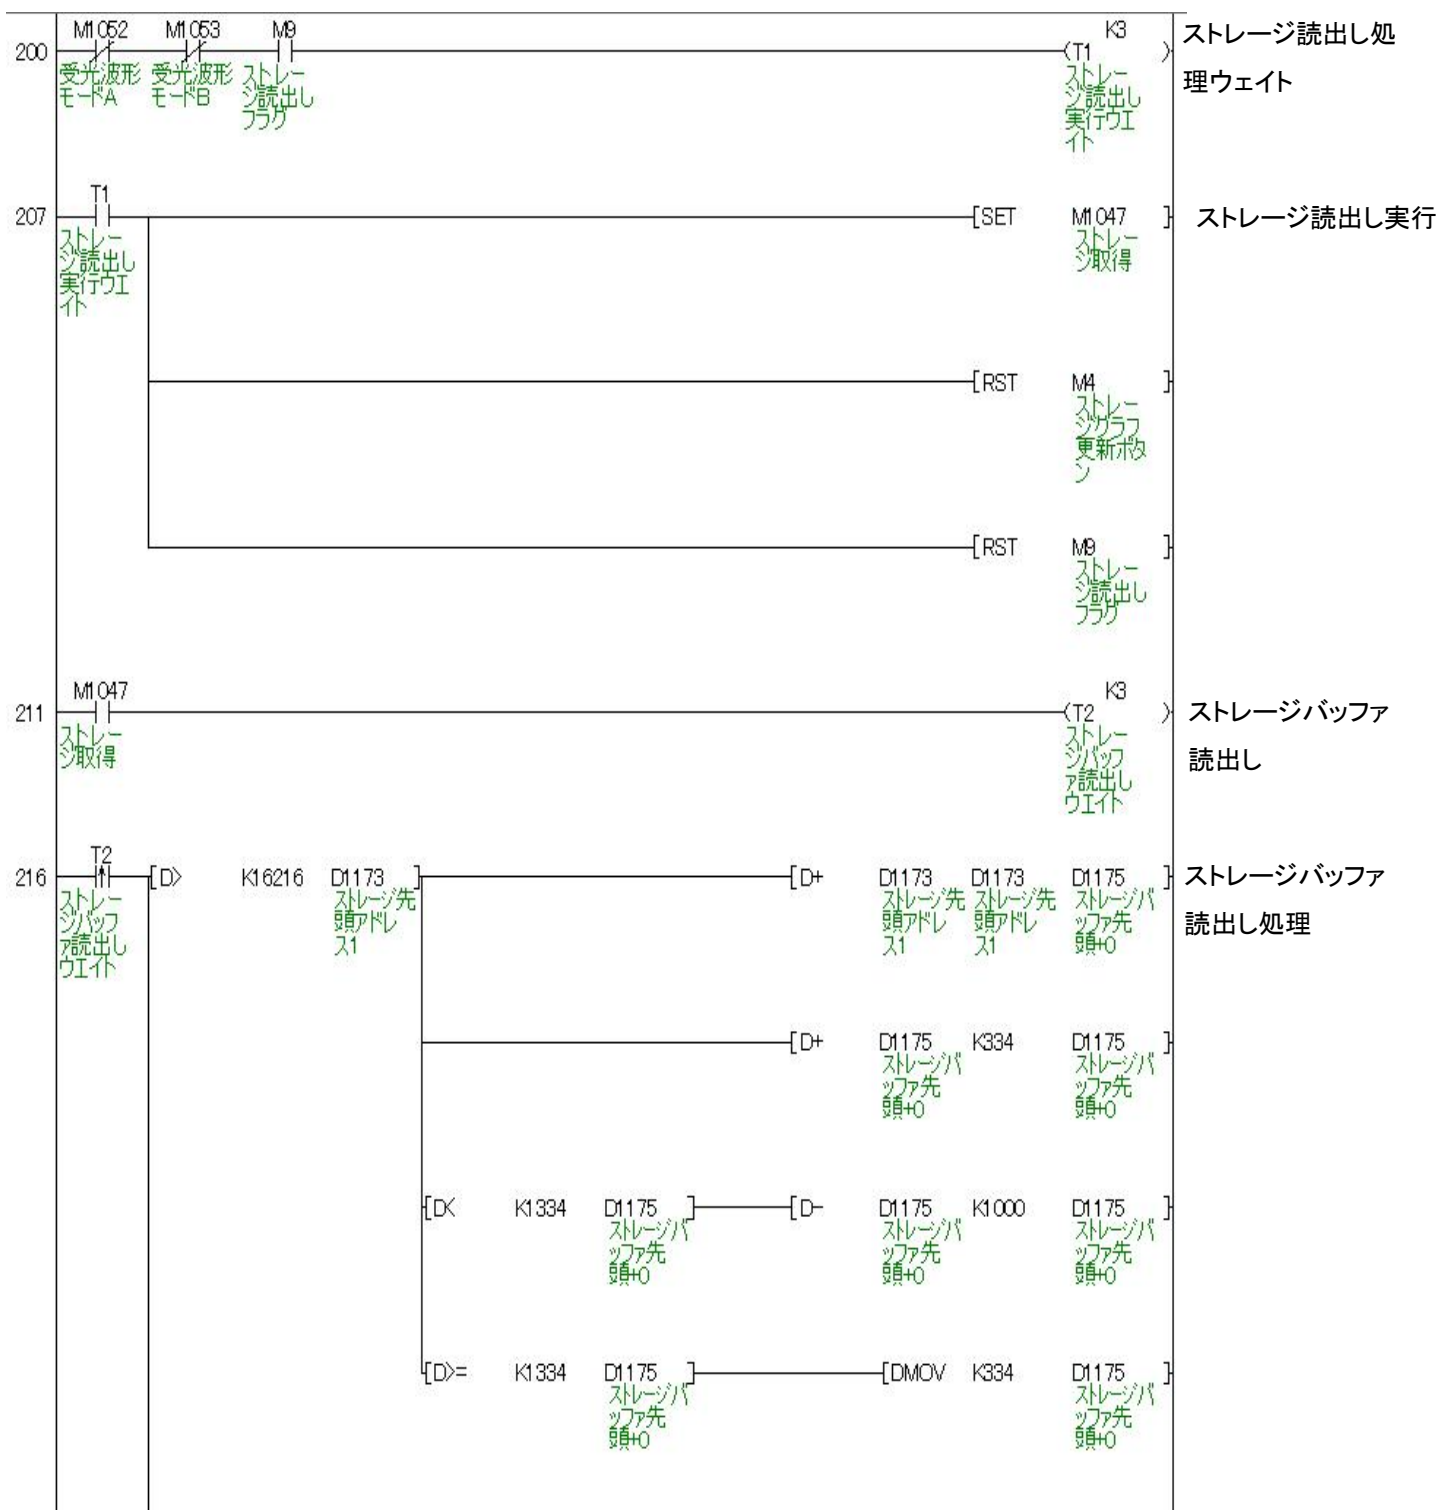 M1052 M1053 M9 K3
200 (T1 )
受光波形 受光波形 ストレー ストレー
モードA モードB ジ読出し ジ読出し
フラグ 実行ウエ
イト
ストレージ読出し処
理ウェイト
T1
207 [SET M1047 ]
ストレー ストレー
ジ読出し ジ取得
実行ウエ
イト
ストレージ読出し実行
[RST M4 ]
ストレー
ジグラフ
更新ボタ
ン
[RST M9 ]
ストレー
ジ読出し
フラグ
M1047 K3
211 (T2 )
ストレー ストレー
ジ取得 ジバッフ
ァ読出し
ウエイト
ストレージバッファ
読出し
T2
216 [D> K16216 D1173 ] [D+ D1173 D1173 D1175 ]
ストレー ストレージ先 ストレージ先 ストレージ先 ストレージバ
ジバッフ 頭アドレ 頭アドレ 頭アドレ ッファ先
ァ読出し ス1 ス1 ス1 頭+0
ウエイト
ストレージバッファ
読出し処理
[D+ D1175 K334 D1175 ]
ストレージバ ストレージバ
ッファ先 ッファ先
頭+0 頭+0
[D< K1334 D1175 ] [D- D1175 K1000 D1175 ]
ストレージバ ストレージバ ストレージバ
ッファ先 ッファ先 ッファ先
頭+0 頭+0 頭+0
[D>= K1334 D1175 ] [DMOV K334 D1175 ]
ストレージバ ストレージバ
ッファ先 ッファ先
頭+0 頭+0